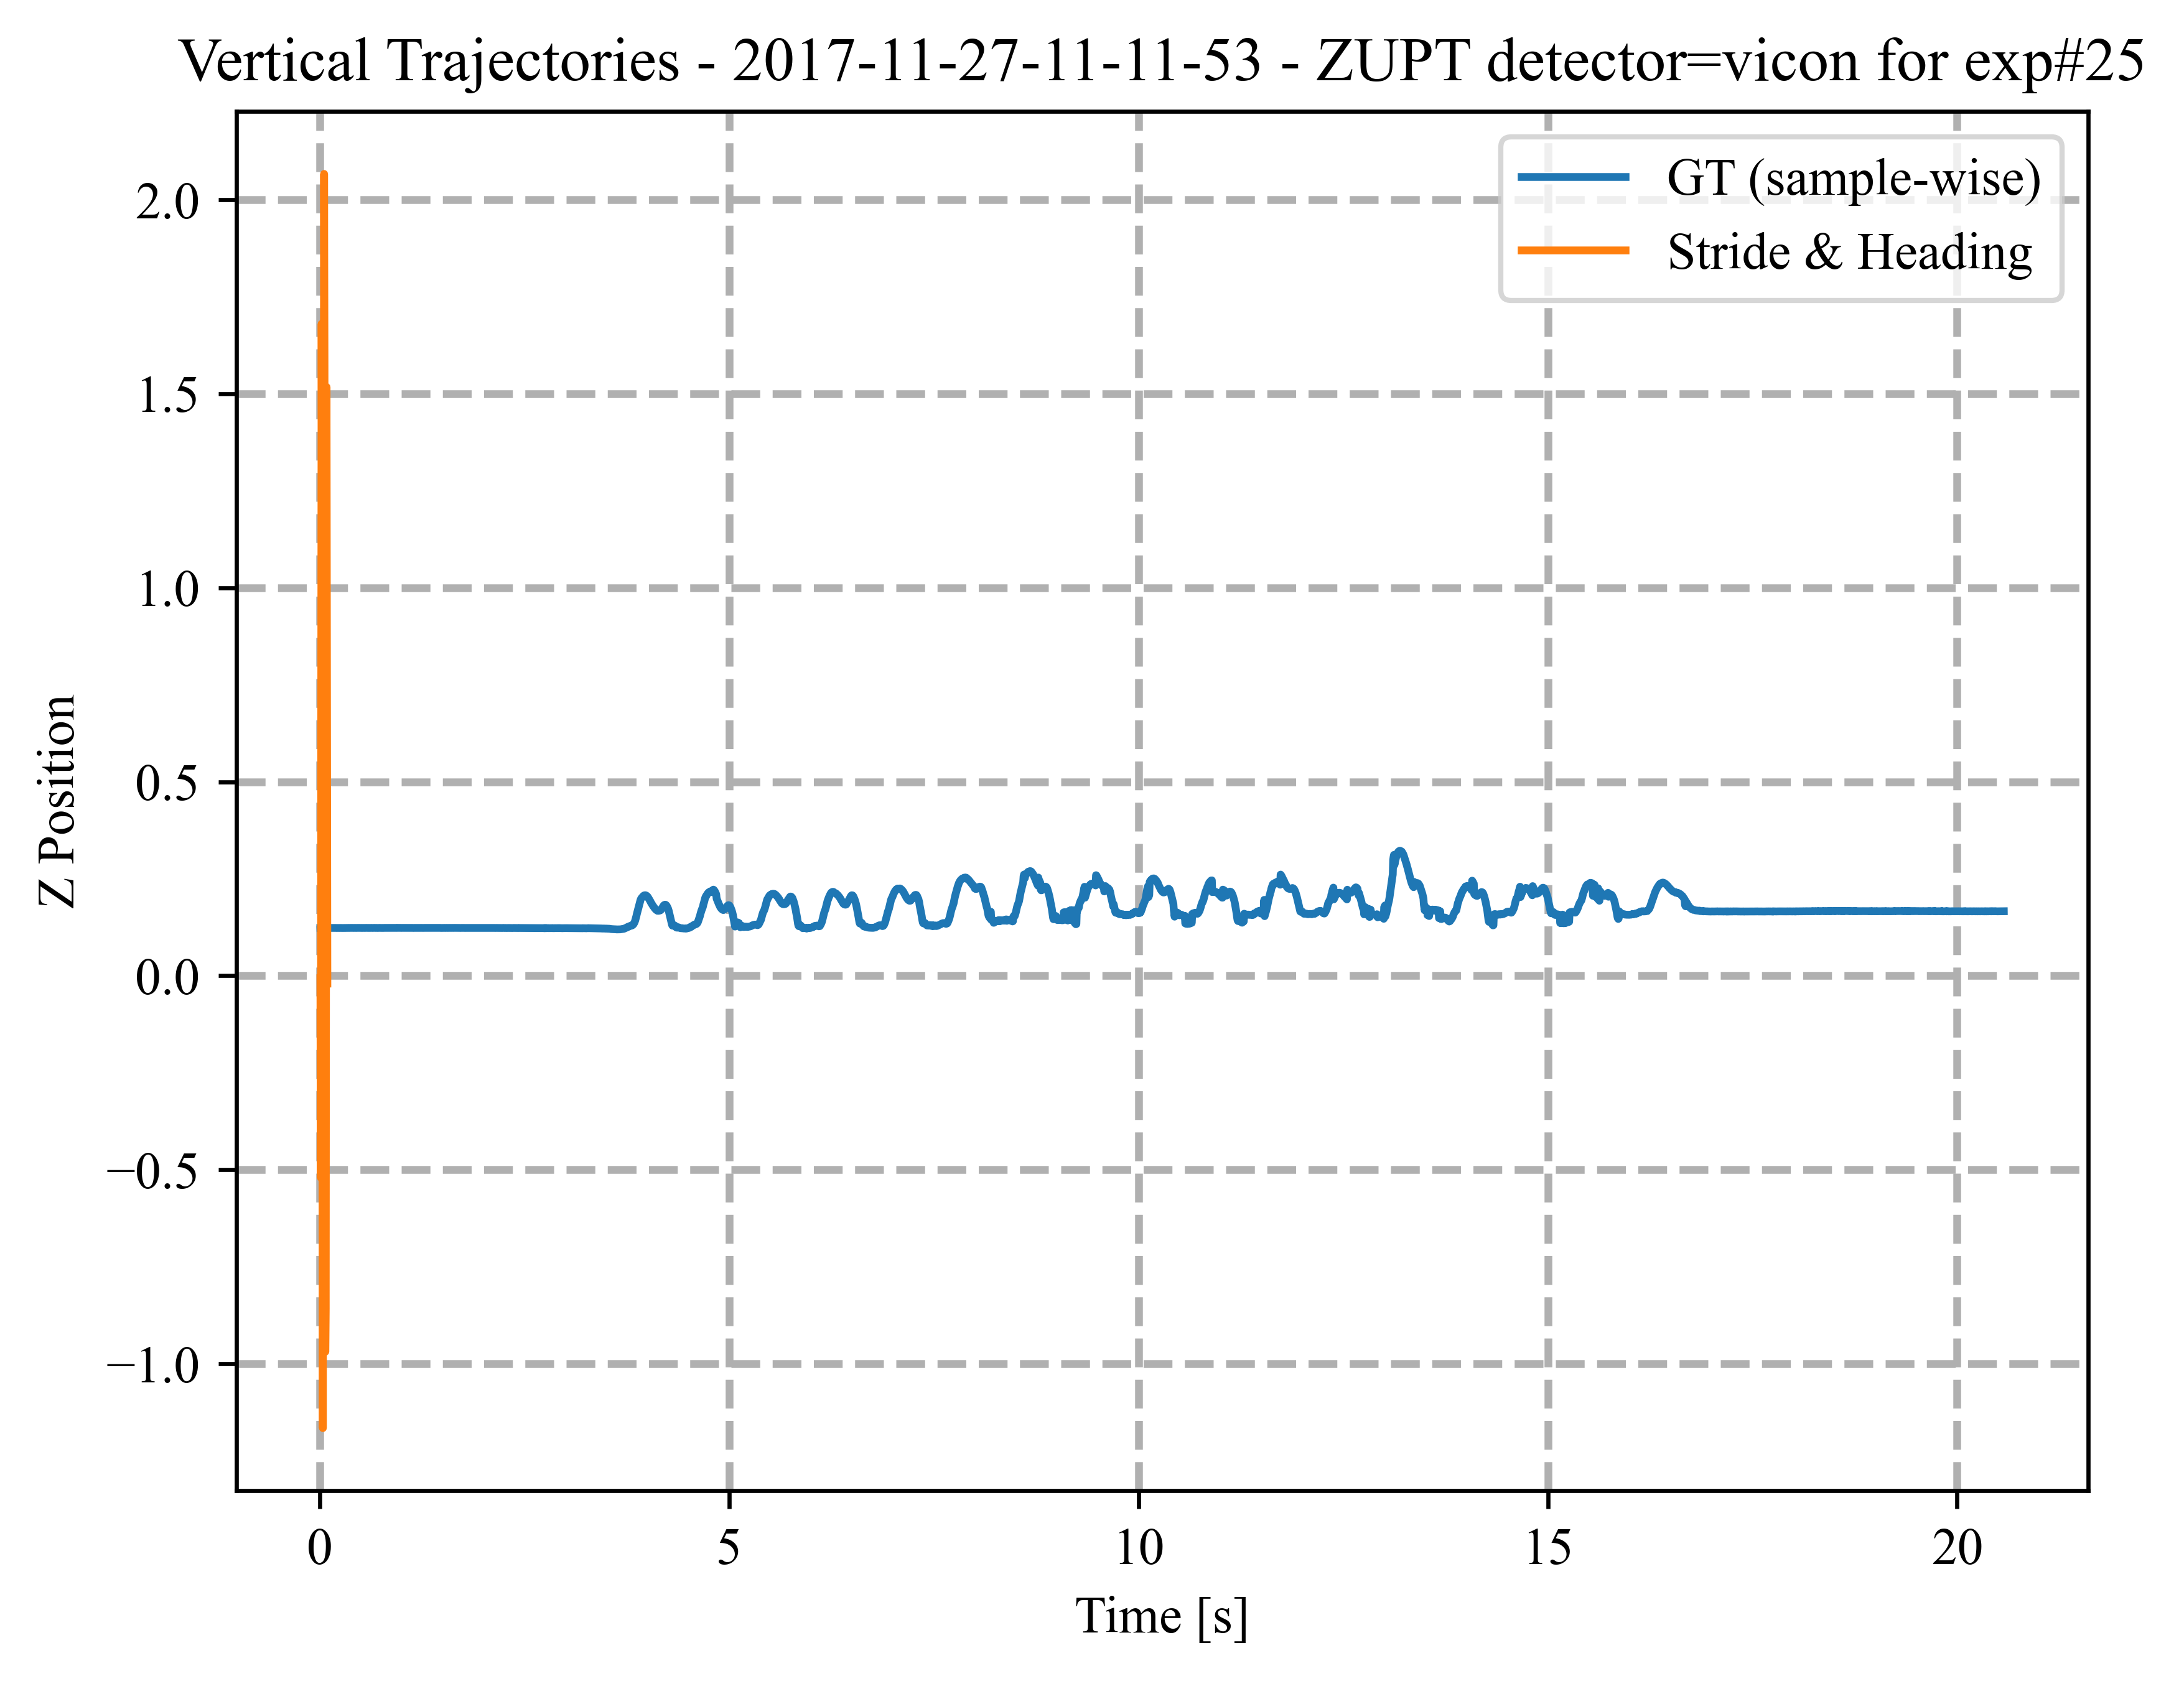 Vertical Trajectories - 2017-11-27-11-11-53 - ZUPT detector=vicon for exp#25
GT (sample-wise)
Stride & Heading
2.0
1.5
1.0
0.5
0.0
−0.5
−1.0
Z Position
0 5 10 15 20
Time [s]